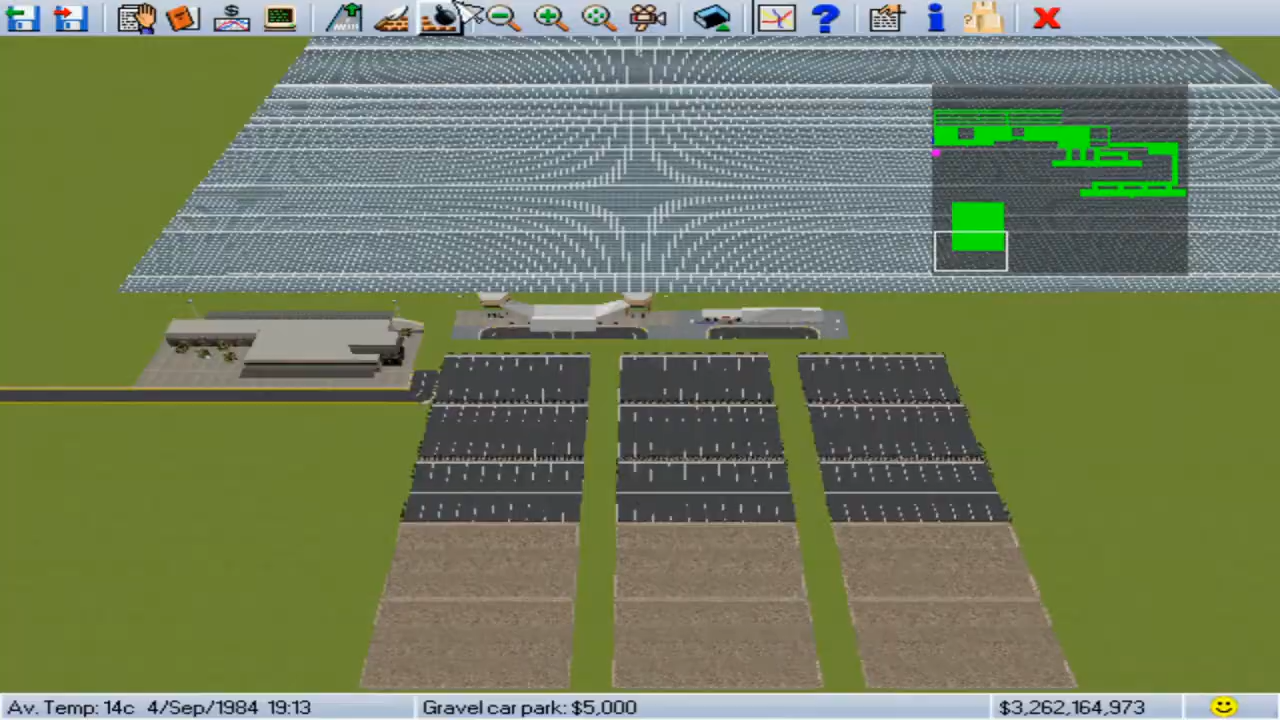 $
?
i
?
Av. Temp: 14c 4/Sep/1984 19:13
Gravel car park: $5,000
$3,262,164,973